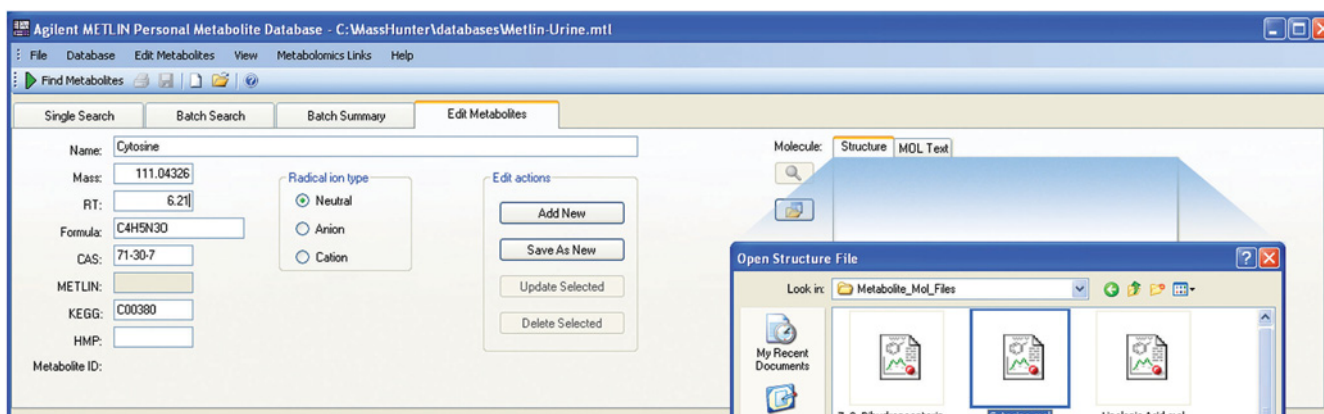 Agilent METLIN Personal Metabolite Database - C:\MassHunter\databases\Metlin-Urine.mtl
File Database Edit Metabolites View Metabolomics Links Help
Find Metabolites
Single Search Batch Search Batch Summary Edit Metabolites
Name: Cytosine
Mass: 111.04326
RT: 6.21
Formula: C4H5N3O
CAS: 71-30-7
METLIN:
KEGG: C00380
HMP:
Metabolite ID:
Radical ion type
Neutral
Anion
Cation
Edit actions
Add New
Save As New
Update Selected
Delete Selected
Molecule: Structure MOL Text
Open Structure File
Look in: Metabolite_Mol_Files
My Recent
Documents